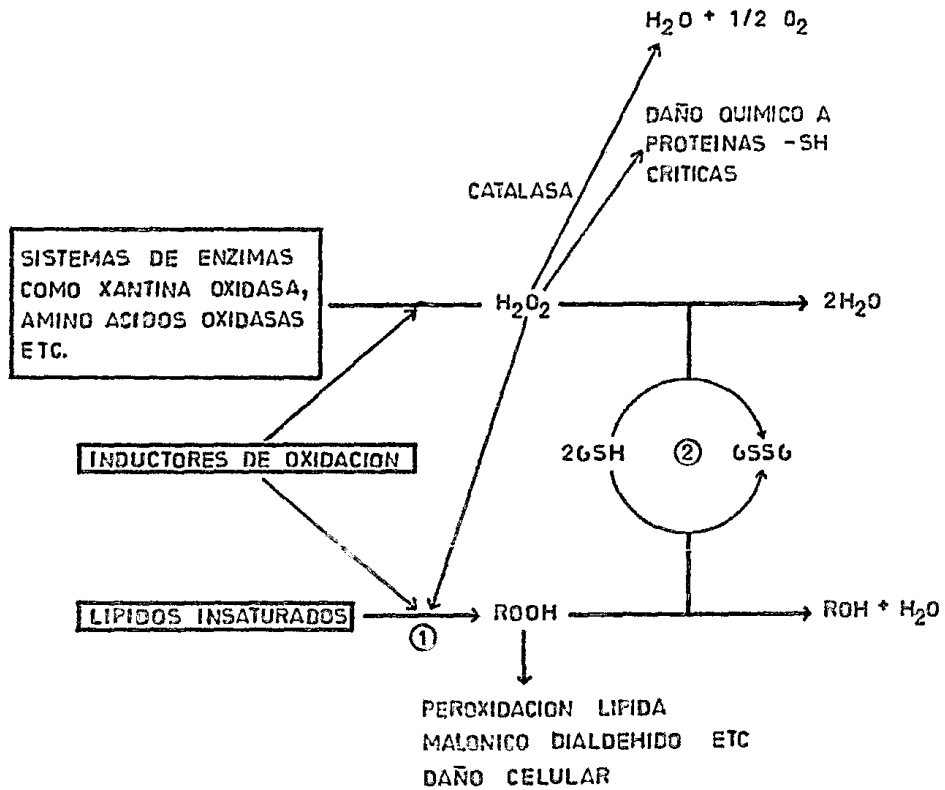 H₂O + 1/2 O₂
DAÑO QUIMICO A
PROTEINAS -SH
CRITICAS
CATALASA
SISTEMAS DE ENZIMAS
COMO XANTINA OXIDASA,
AMINO ACIDOS OXIDASAS
ETC.
H₂O₂
2H₂O
INDUCTORES DE OXIDACION
2GSH ② GSSG
LIPIDOS INSATURADOS
①
ROOH
ROH + H₂O
PEROXIDACION LIPIDA
MALONICO DIALDEHIDO ETC
DAÑO CELULAR